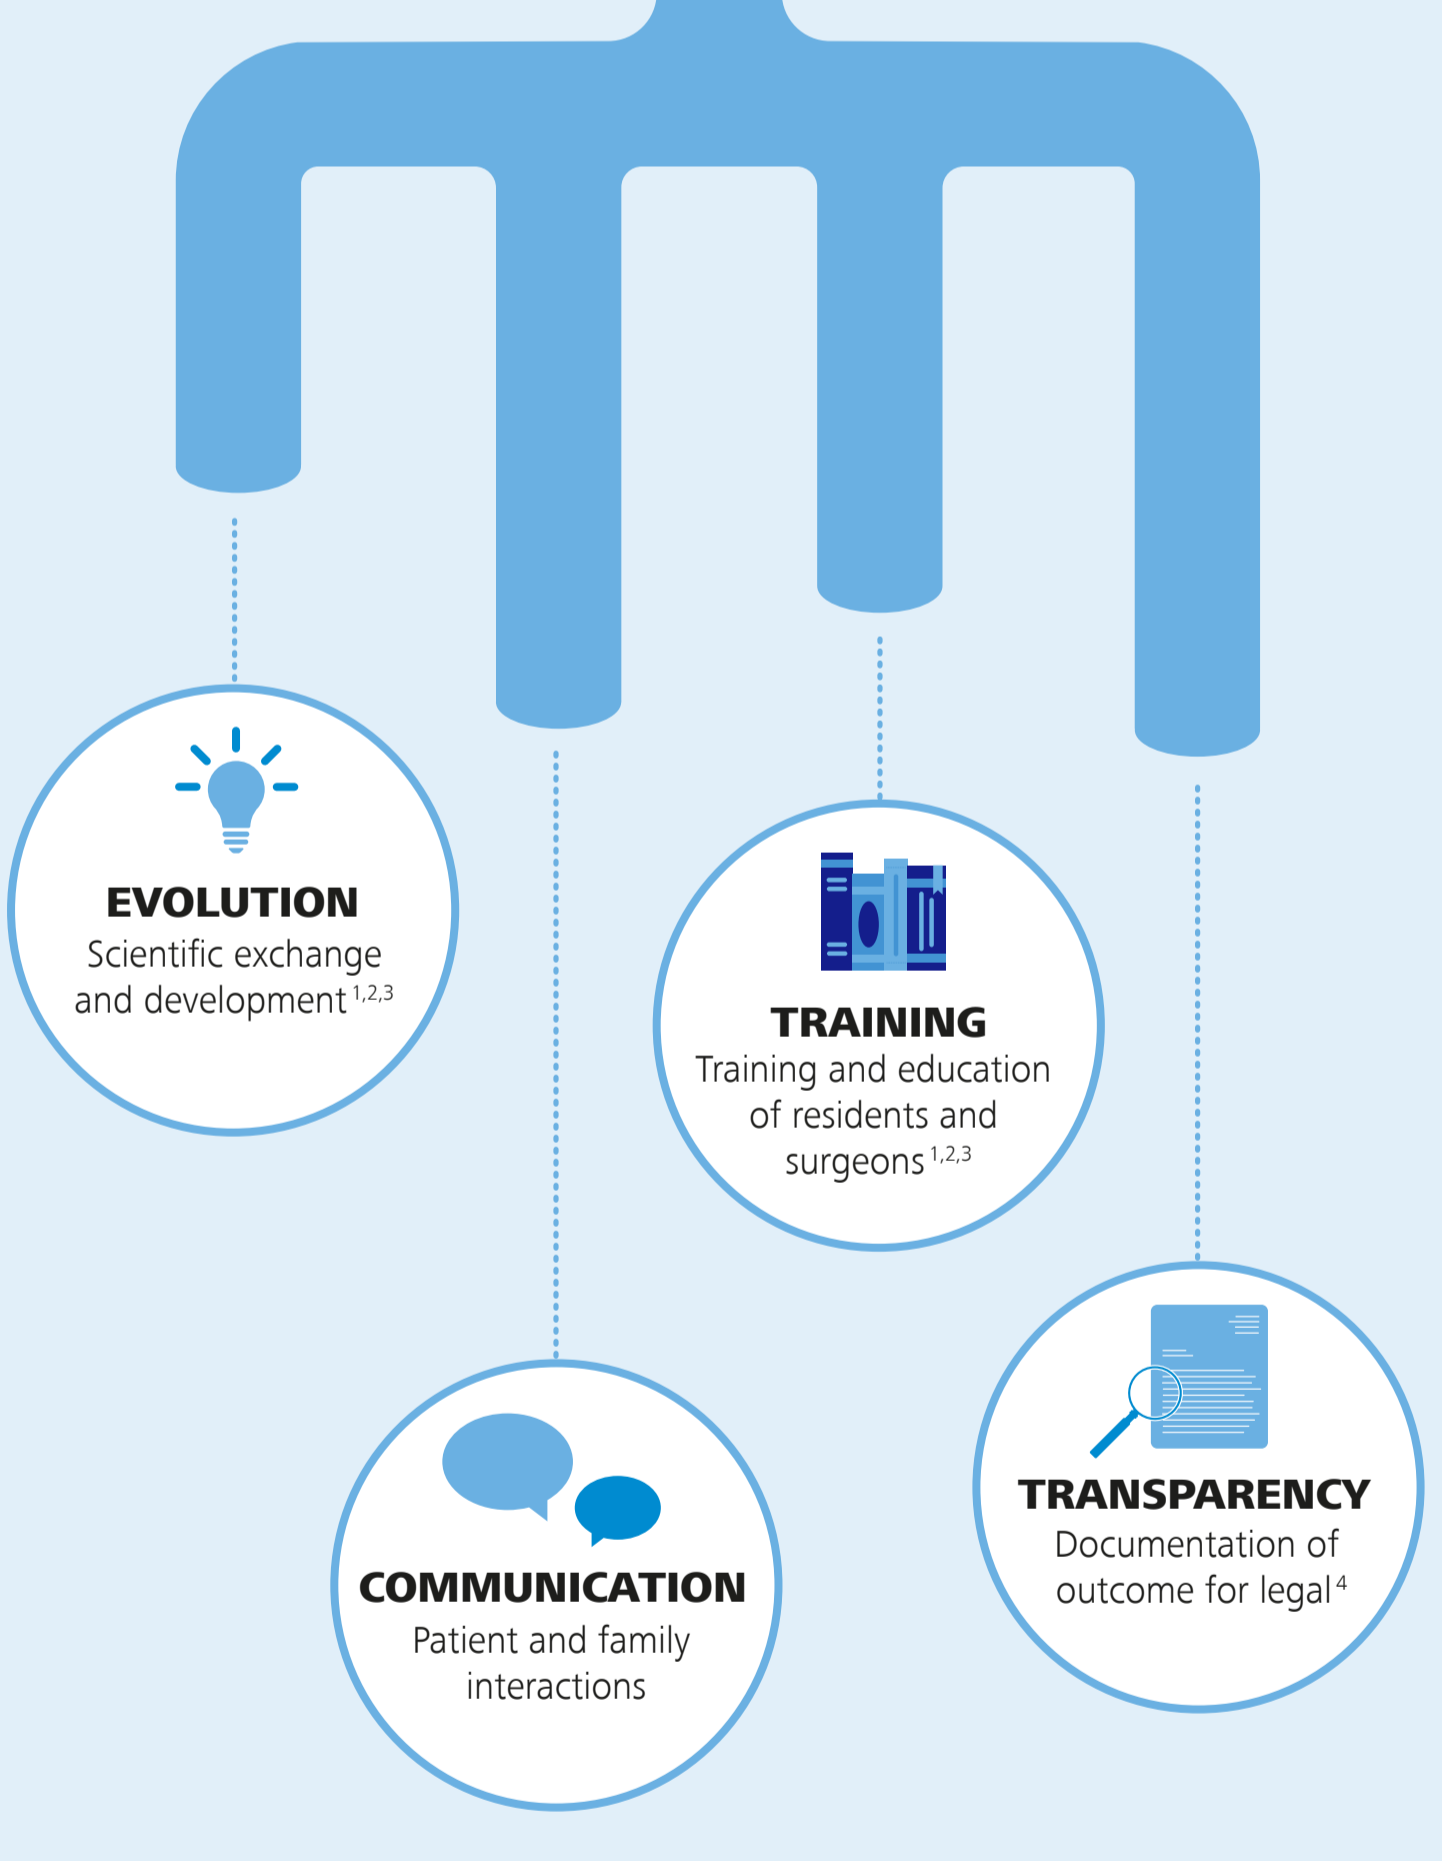 EVOLUTION
Scientific exchange
and development 1,2,3
TRAINING
Training and education
of residents and
surgeons 1,2,3
COMMUNICATION
Patient and family
interactions
TRANSPARENCY
Documentation of
outcome for legal 4